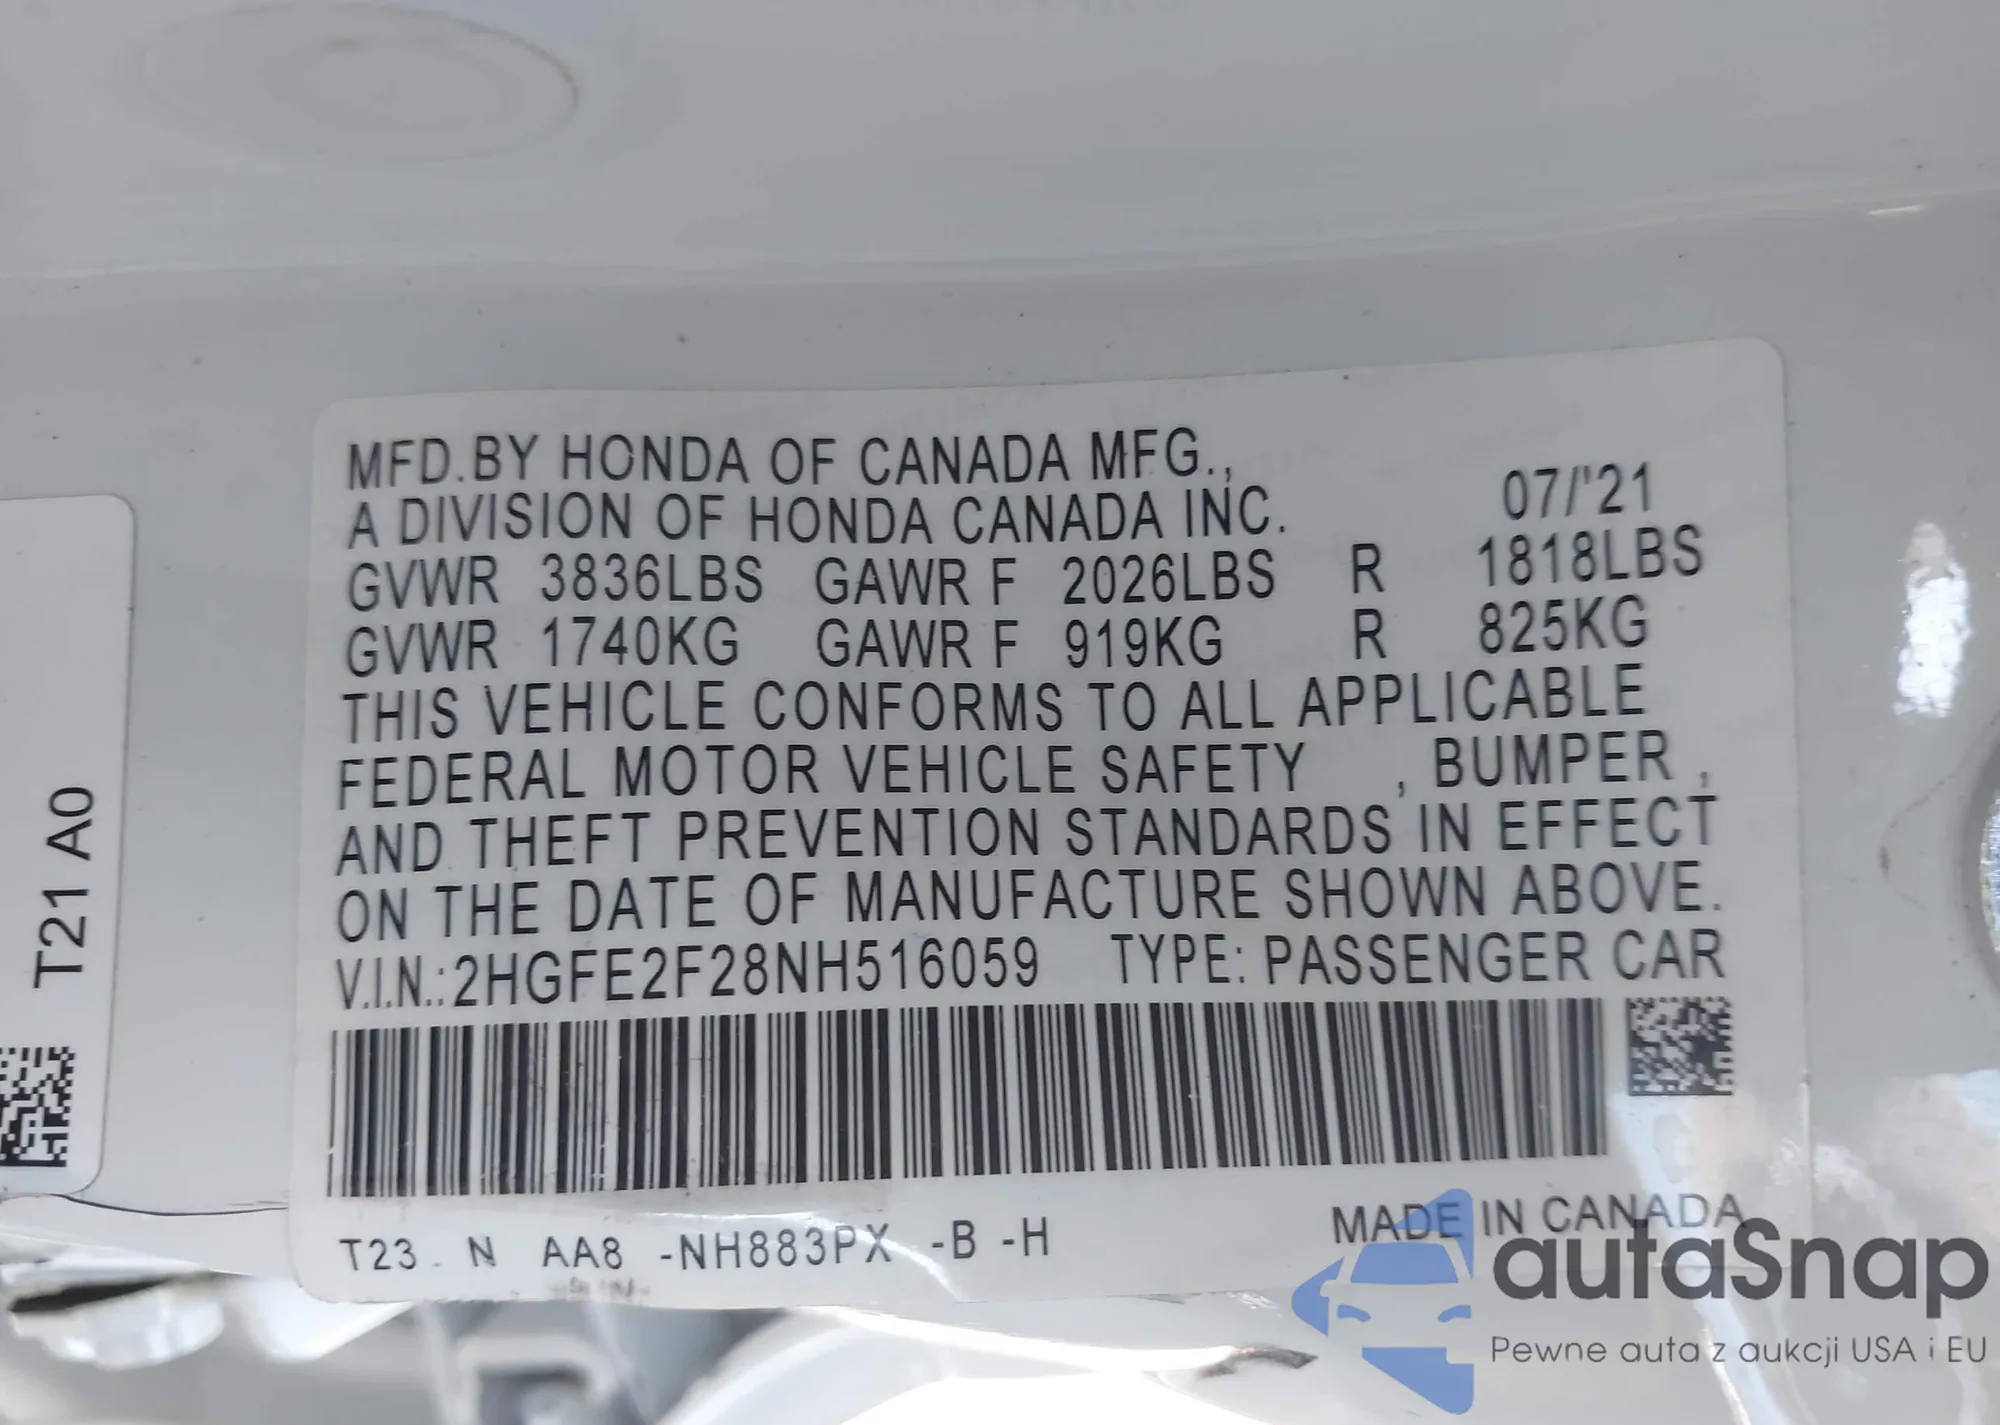 MFD.BY HONDA OF CANADA MFG.,
A DIVISION OF HONDA CANADA INC. 07/'21
GVWR 3836LBS GAWR F 2026LBS R 1818LBS
GVWR 1740KG GAWR F 919KG R 825KG
THIS VEHICLE CONFORMS TO ALL APPLICABLE
FEDERAL MOTOR VEHICLE SAFETY , BUMPER ,
AND THEFT PREVENTION STANDARDS IN EFFECT
ON THE DATE OF MANUFACTURE SHOWN ABOVE.
V.I.N.:2HGFE2F28NH516059 TYPE: PASSENGER CAR
T23. N AA8 -NH883PX -B -H
MADE IN CANADA
T21 A0
autaSnap
Pewne auta z aukcji USA i EU